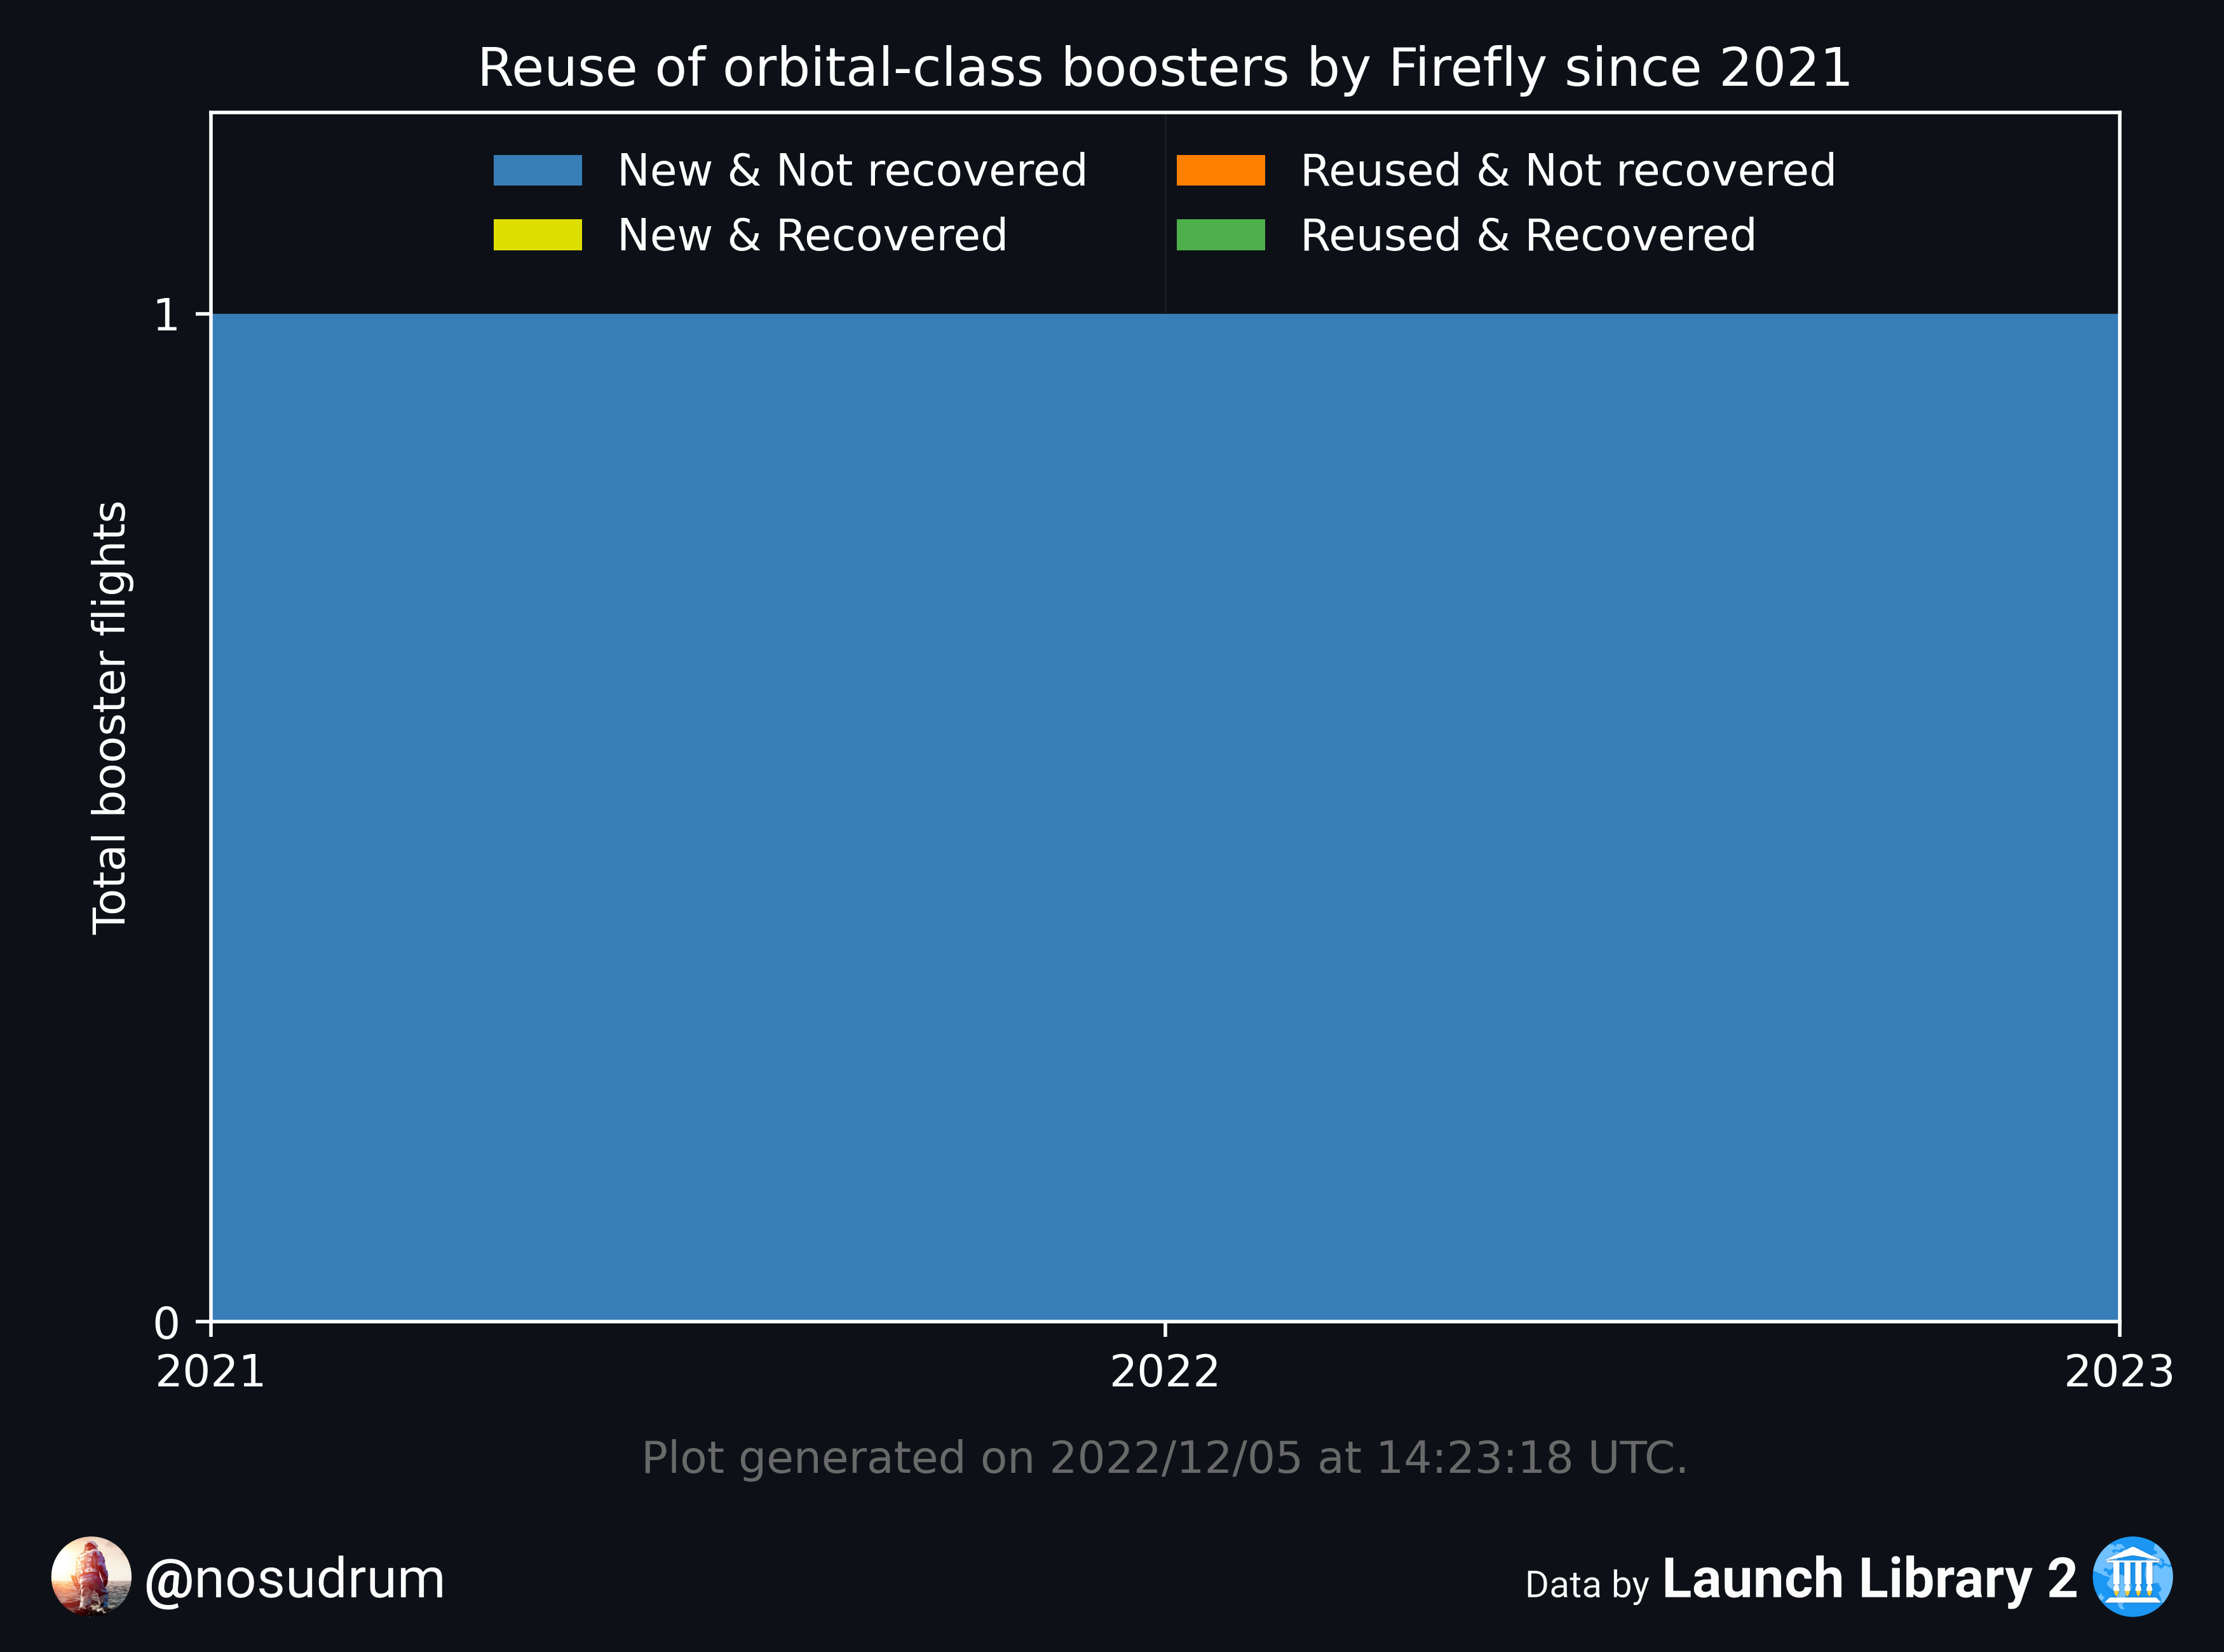 Reuse of orbital-class boosters by Firefly since 2021
New & Not recovered
New & Recovered
Reused & Not recovered
Reused & Recovered
Total booster flights
1
0
2021
2022
2023
Plot generated on 2022/12/05 at 14:23:18 UTC.
@nosudrum
Data by Launch Library 2